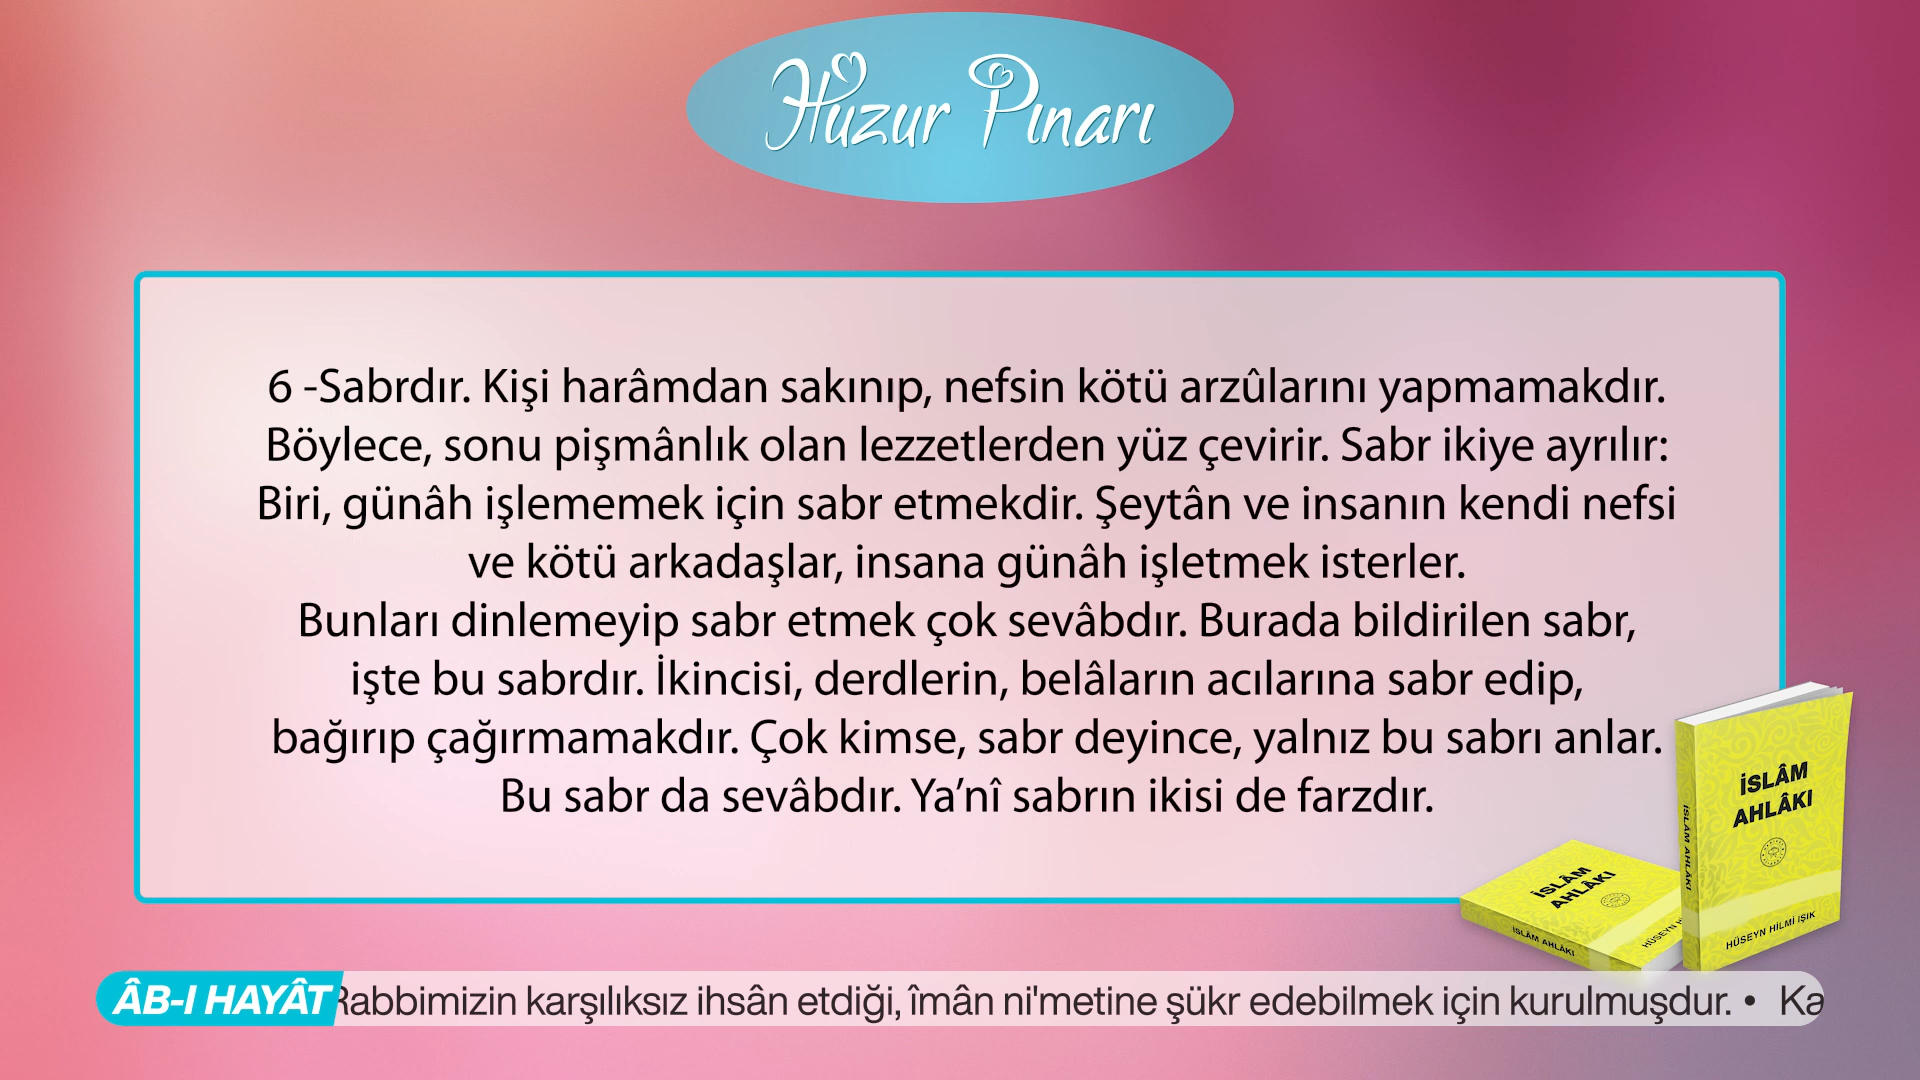 Huzur Pınarı
6 -Sabrdır. Kişi harâmdan sakınıp, nefsin kötü arzûlarını yapmamakdır.
Böylece, sonu pişmânlık olan lezzetlerden yüz çevirir. Sabr ikiye ayrılır:
Biri, günâh işlememek için sabr etmekdir. Şeytân ve insanın kendi nefsi
ve kötü arkadaşlar, insana günâh işletmek isterler.
Bunları dinlemeyip sabr etmek çok sevâbdır. Burada bildirilen sabr,
işte bu sabrdır. İkincisi, derdlerin, belâların acılarına sabr edip,
bağırıp çağırmamakdır. Çok kimse, sabr deyince, yalnız bu sabrı anlar.
Bu sabr da sevâbdır. Ya’nî sabrın ikisi de farzdır.
İSLÂM
AHLÂKI
HÜSEYN HİLMİ IŞIK
İSLÂM AHLÂKI
İSLÂM
AHLÂKI
HÜSEYN
İSLÂM AHLÂKI
ÂB-I HAYÂT Rabbimizin karşılıksız ihsân etdiği, îmân ni'metine şükr edebilmek için kurulmuşdur. • Ka